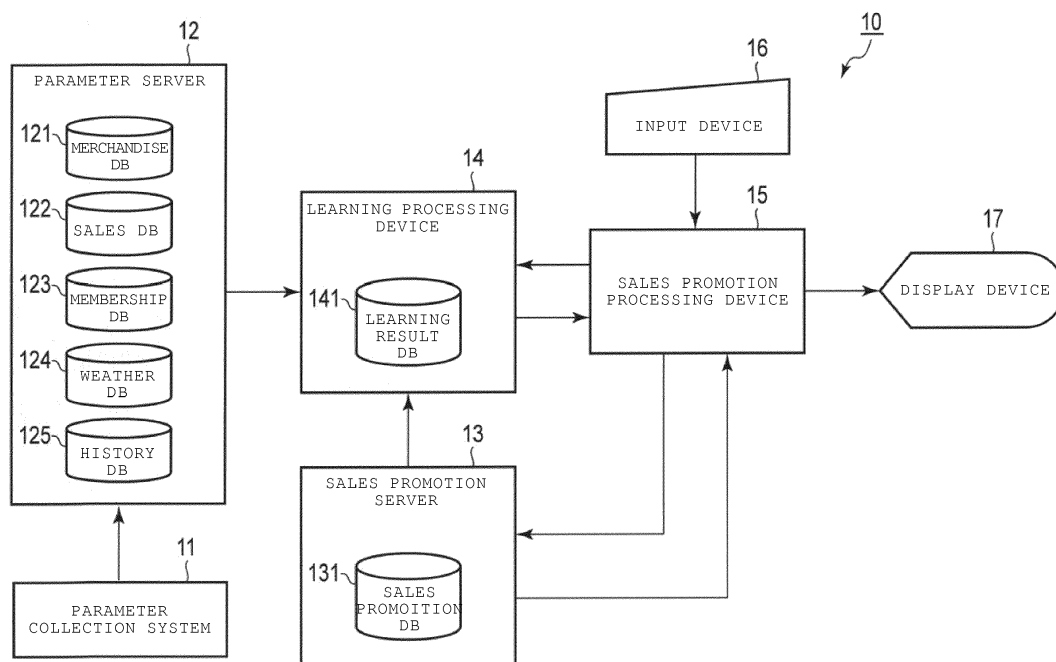 10
12
PARAMETER SERVER
121
MERCHANDISE
DB
122
SALES DB
123
MEMBERSHIP
DB
124
WEATHER
DB
125
HISTORY
DB
11
PARAMETER
COLLECTION SYSTEM
14
LEARNING PROCESSING
DEVICE
141
LEARNING
RESULT
DB
13
SALES PROMOTION
SERVER
131
SALES
PROMOITION
DB
16
INPUT DEVICE
15
SALES PROMOTION
PROCESSING DEVICE
17
DISPLAY DEVICE